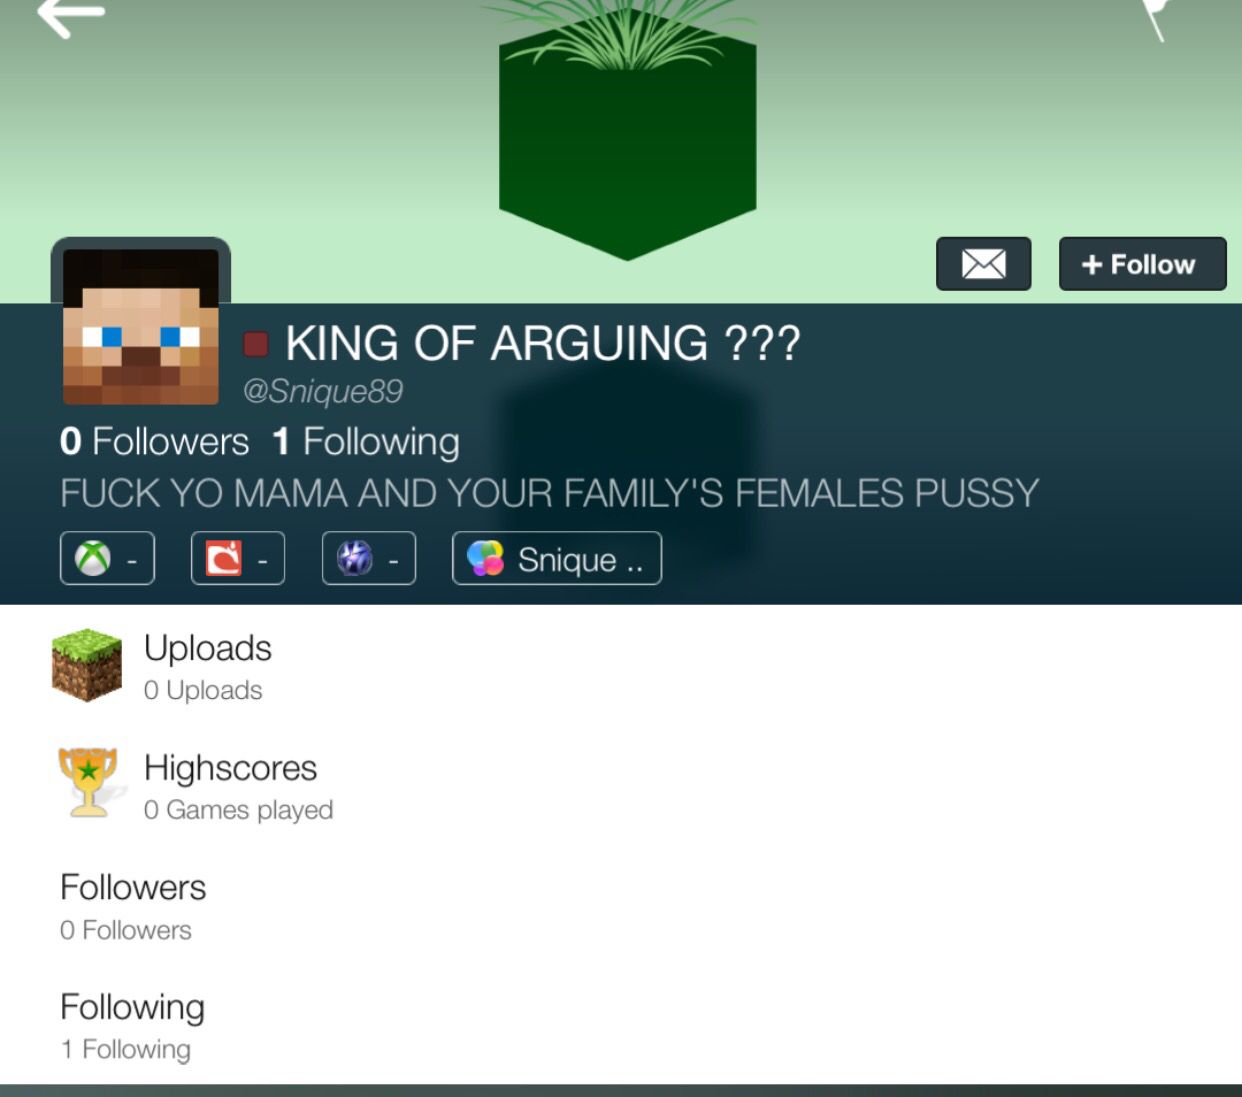 + Follow
KING OF ARGUING ???
@Snique89
0 Followers 1 Following
FUCK YO MAMA AND YOUR FAMILY'S FEMALES PUSSY
- - - Snique ..
Uploads
0 Uploads
Highscores
0 Games played
Followers
0 Followers
Following
1 Following